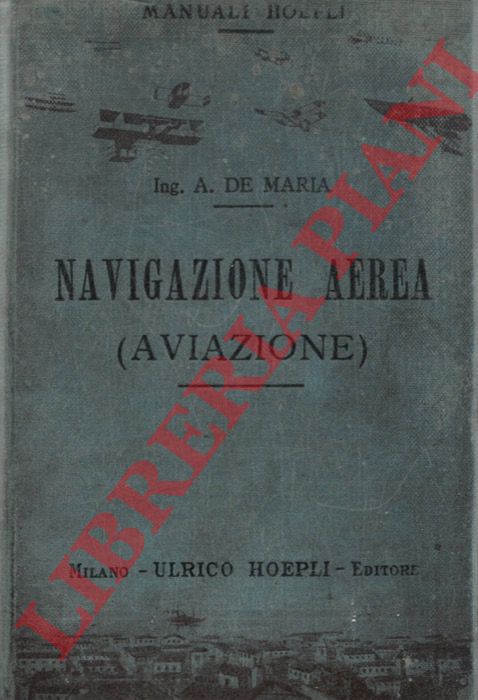 MANUALI HOEPLI
Ing. A. DE MARIA
NAVIGAZIONE AEREA
(AVIAZIONE)
MILANO - ULRICO HOEPLI - EDITORE
LIBRERIA PIANI